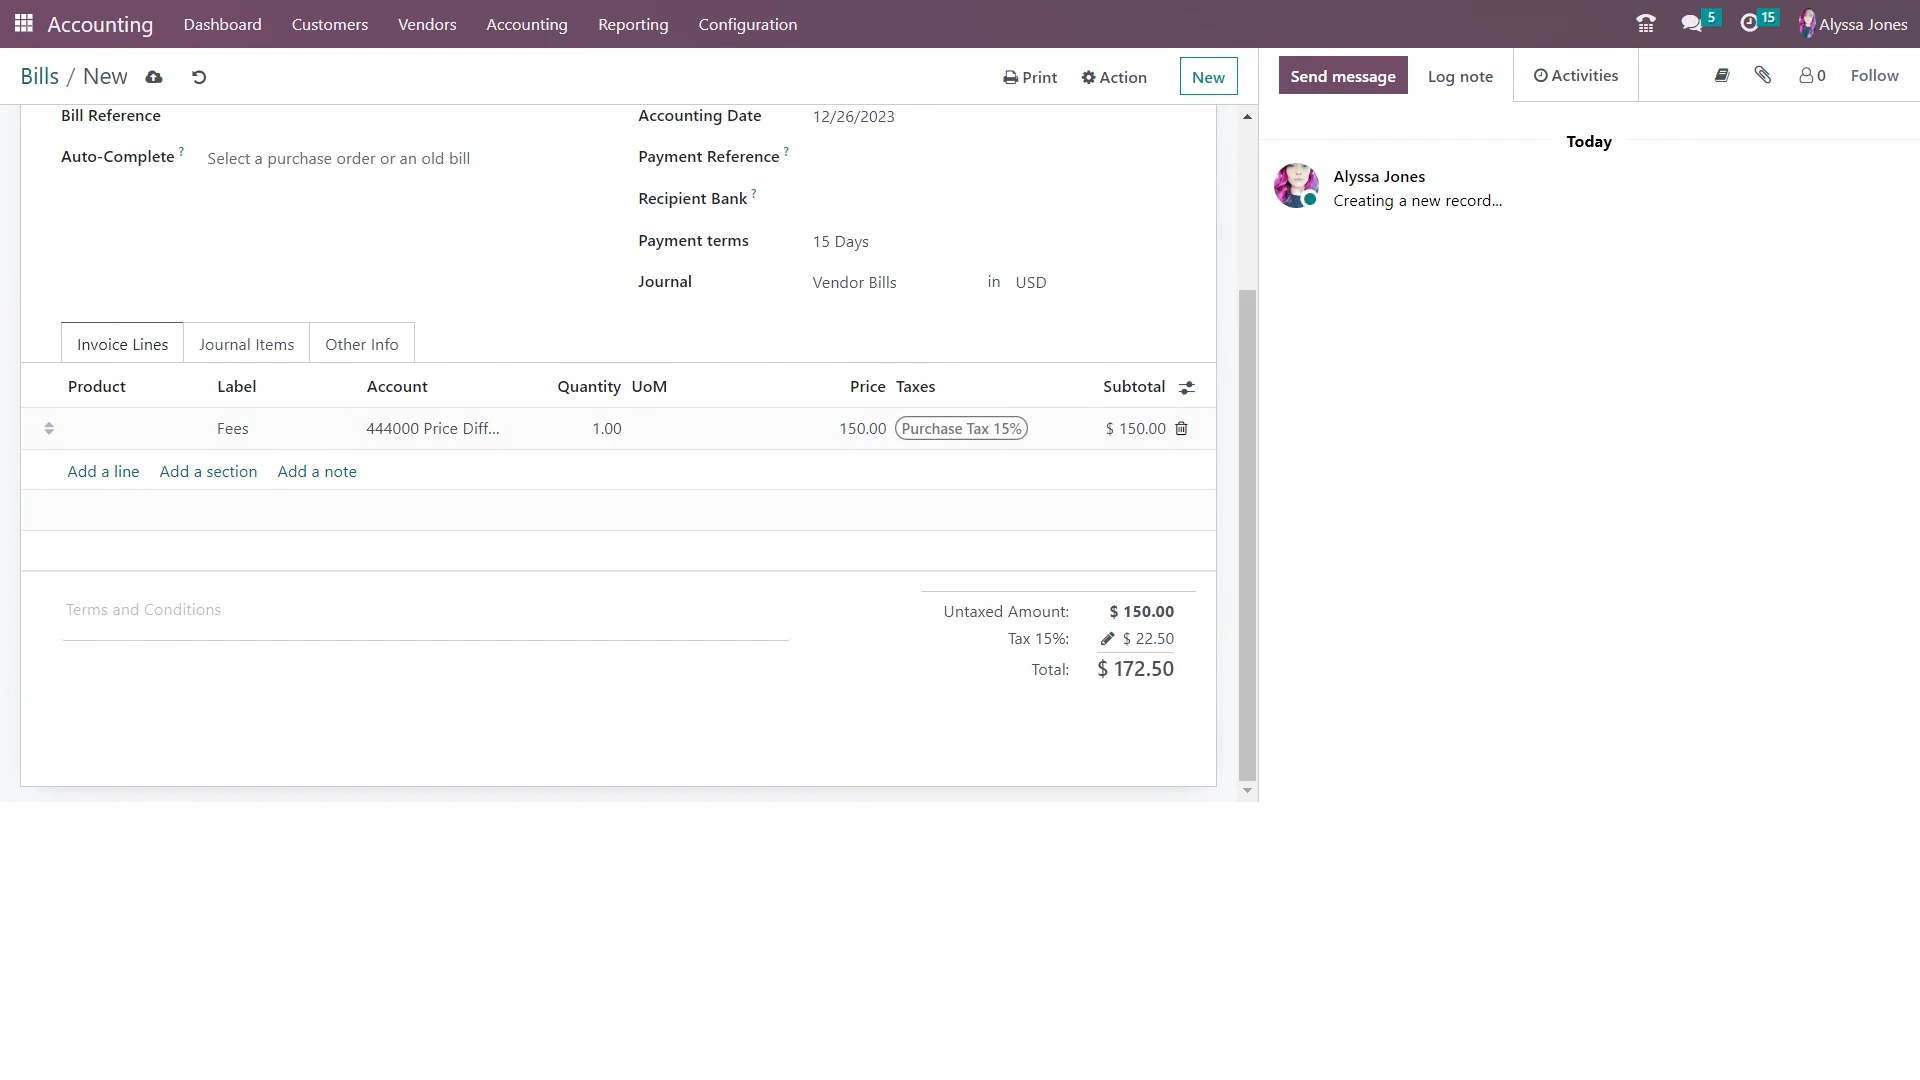 Accounting Dashboard Customers Vendors Accounting Reporting Configuration 5 15 Alyssa Jones
Bills / New Print Action New Send message Log note Activities 0 Follow
Bill Reference Accounting Date 12/26/2023
Auto-Complete ? Select a purchase order or an old bill Payment Reference ?
Recipient Bank ?
Payment terms 15 Days
Journal Vendor Bills in USD
Today
Alyssa Jones
Creating a new record...
Invoice Lines Journal Items Other Info
Product Label Account Quantity UoM Price Taxes Subtotal
Fees 444000 Price Diff... 1.00 150.00 Purchase Tax 15% $ 150.00
Add a line Add a section Add a note
Terms and Conditions Untaxed Amount: $ 150.00
Tax 15%: $ 22.50
Total: $ 172.50